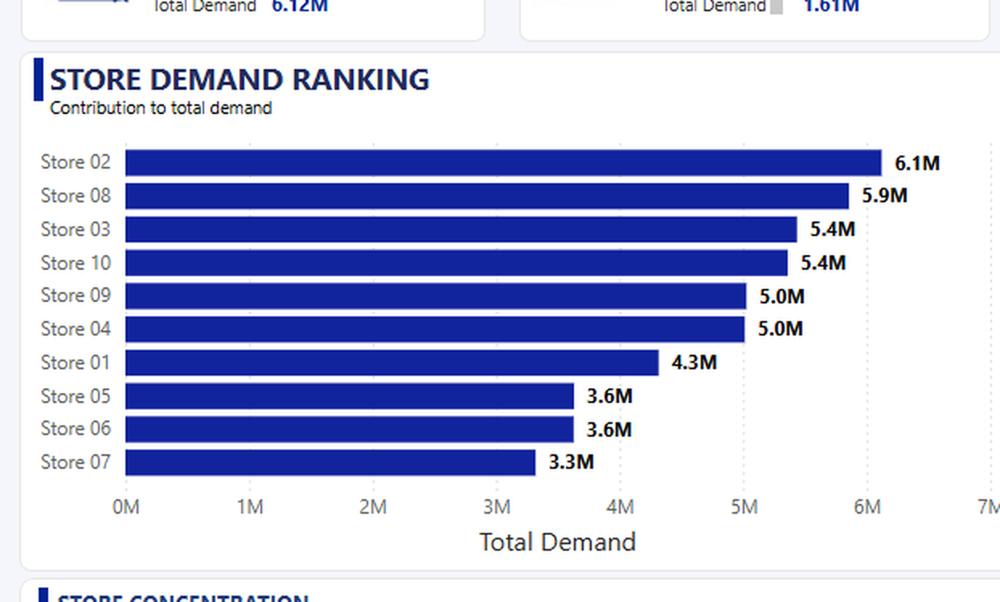 Total Demand 6.12M
Total Demand 1.61M
STORE DEMAND RANKING
Contribution to total demand
Store 02 6.1M
Store 08 5.9M
Store 03 5.4M
Store 10 5.4M
Store 09 5.0M
Store 04 5.0M
Store 01 4.3M
Store 05 3.6M
Store 06 3.6M
Store 07 3.3M
0M 1M 2M 3M 4M 5M 6M 7M
Total Demand
STORE CONCENTRATION